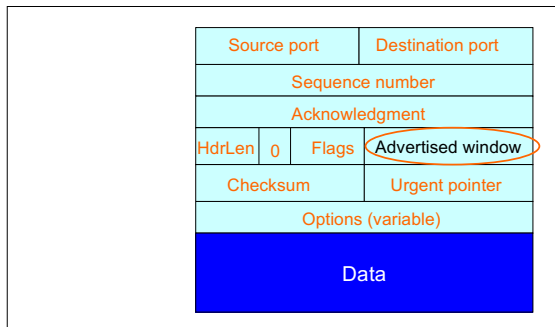 Source port Destination port
Sequence number
Acknowledgment
HdrLen 0 Flags Advertised window
Checksum Urgent pointer
Options (variable)
Data